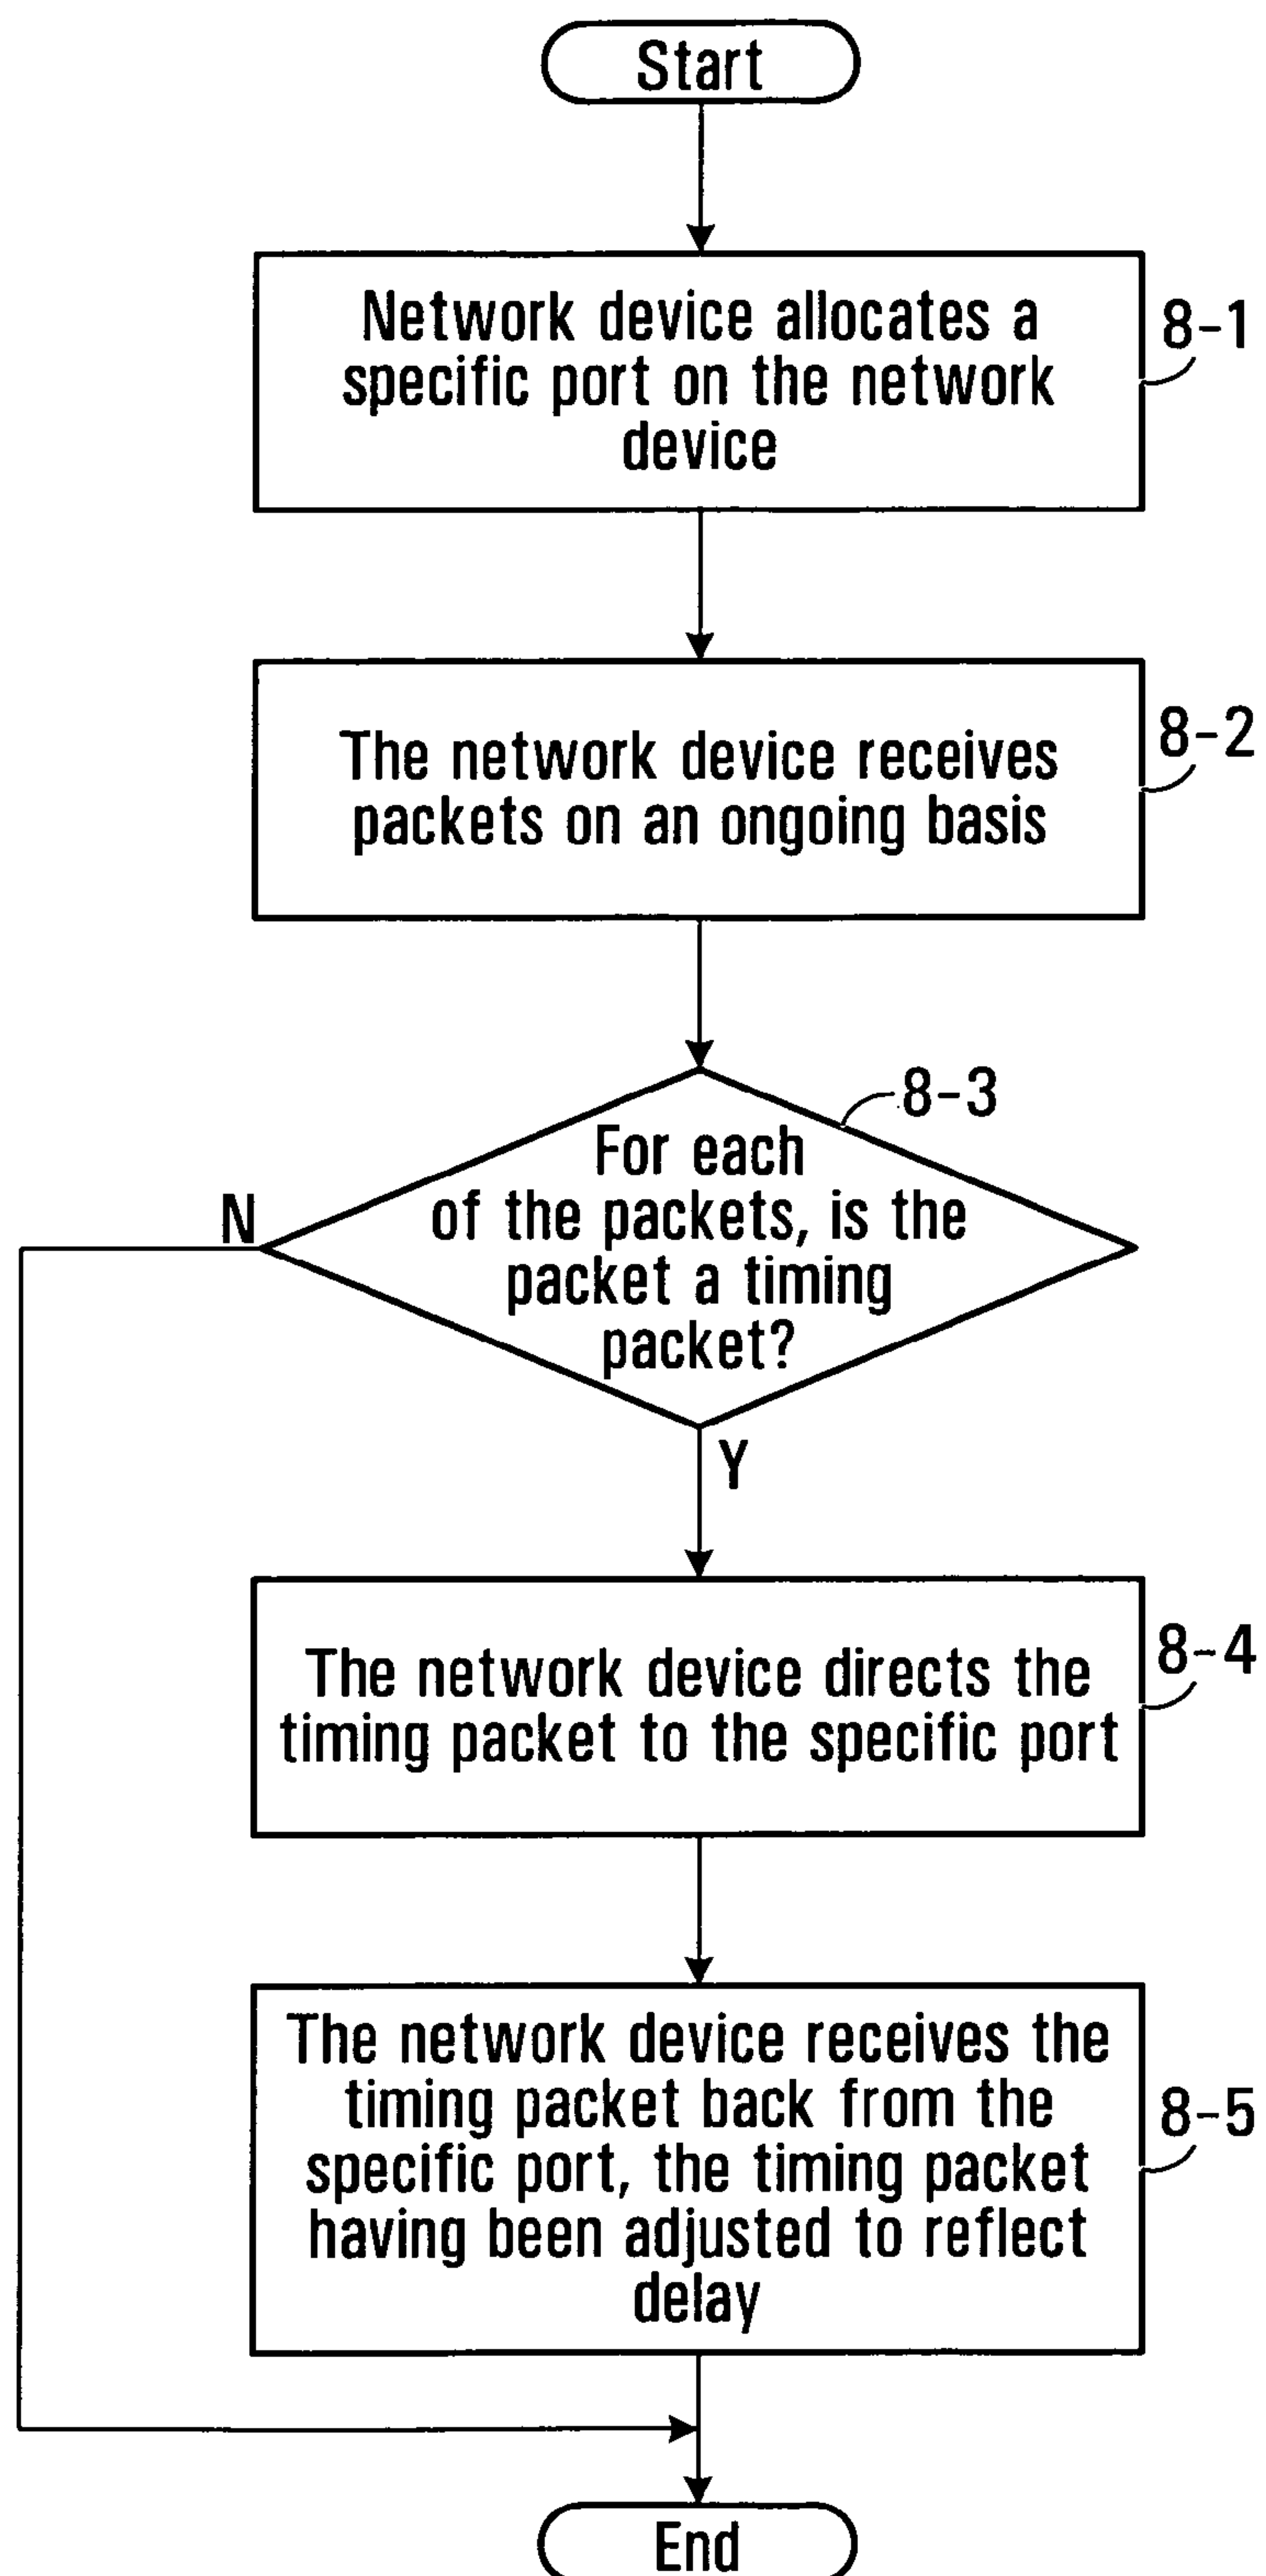 Start
Network device allocates a
specific port on the network
device
8-1
The network device receives
packets on an ongoing basis
8-2
8-3
For each
of the packets, is the
packet a timing
packet?
N
Y
The network device directs the
timing packet to the specific port
8-4
The network device receives the
timing packet back from the
specific port, the timing packet
having been adjusted to reflect
delay
8-5
End